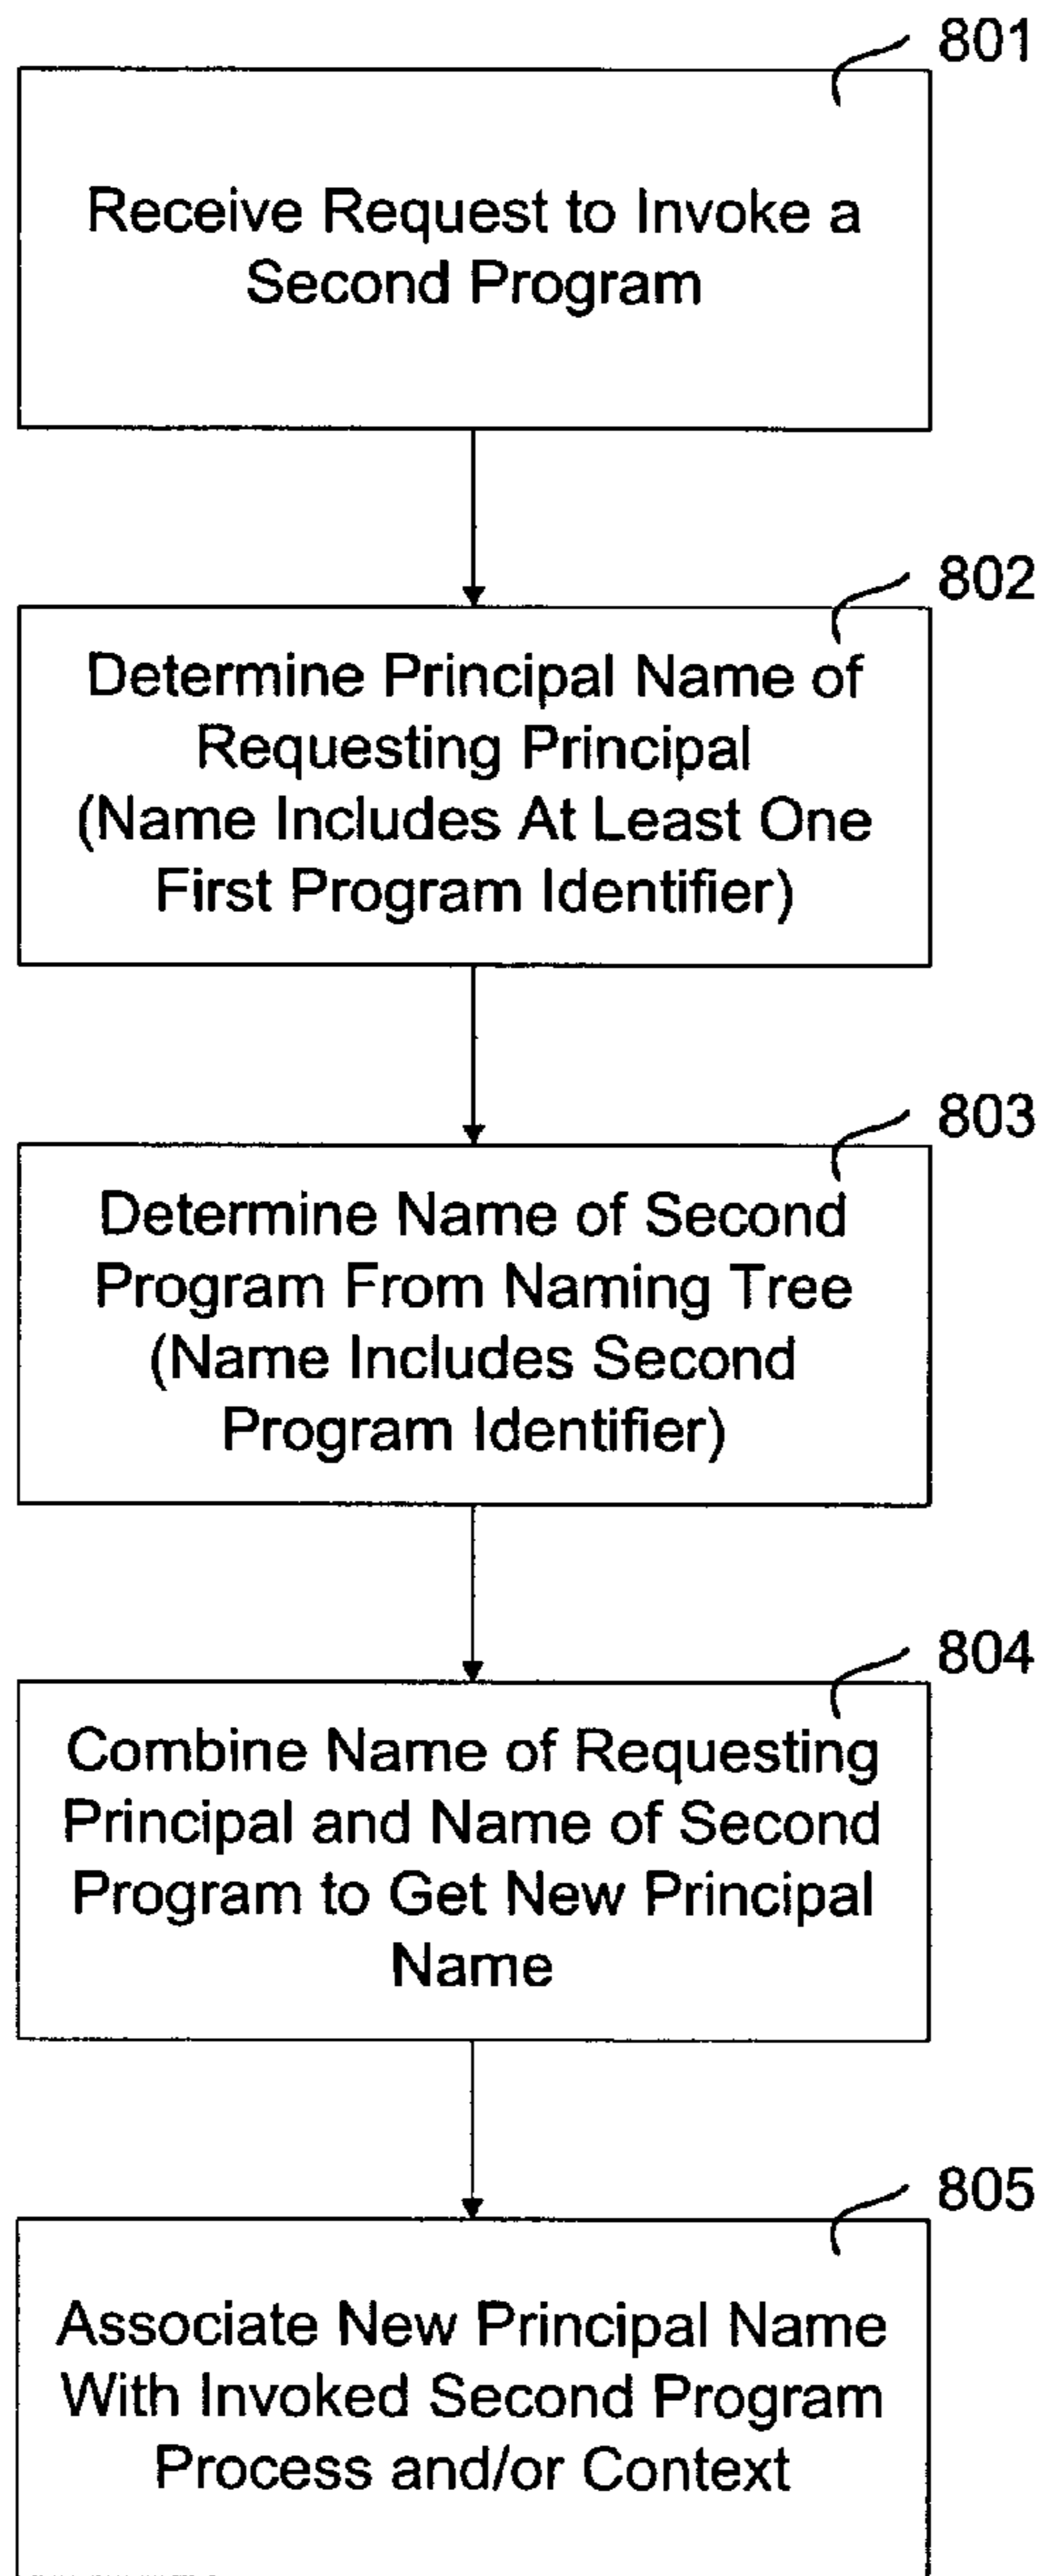 801
Receive Request to Invoke a
Second Program
802
Determine Principal Name of
Requesting Principal
(Name Includes At Least One
First Program Identifier)
803
Determine Name of Second
Program From Naming Tree
(Name Includes Second
Program Identifier)
804
Combine Name of Requesting
Principal and Name of Second
Program to Get New Principal
Name
805
Associate New Principal Name
With Invoked Second Program
Process and/or Context